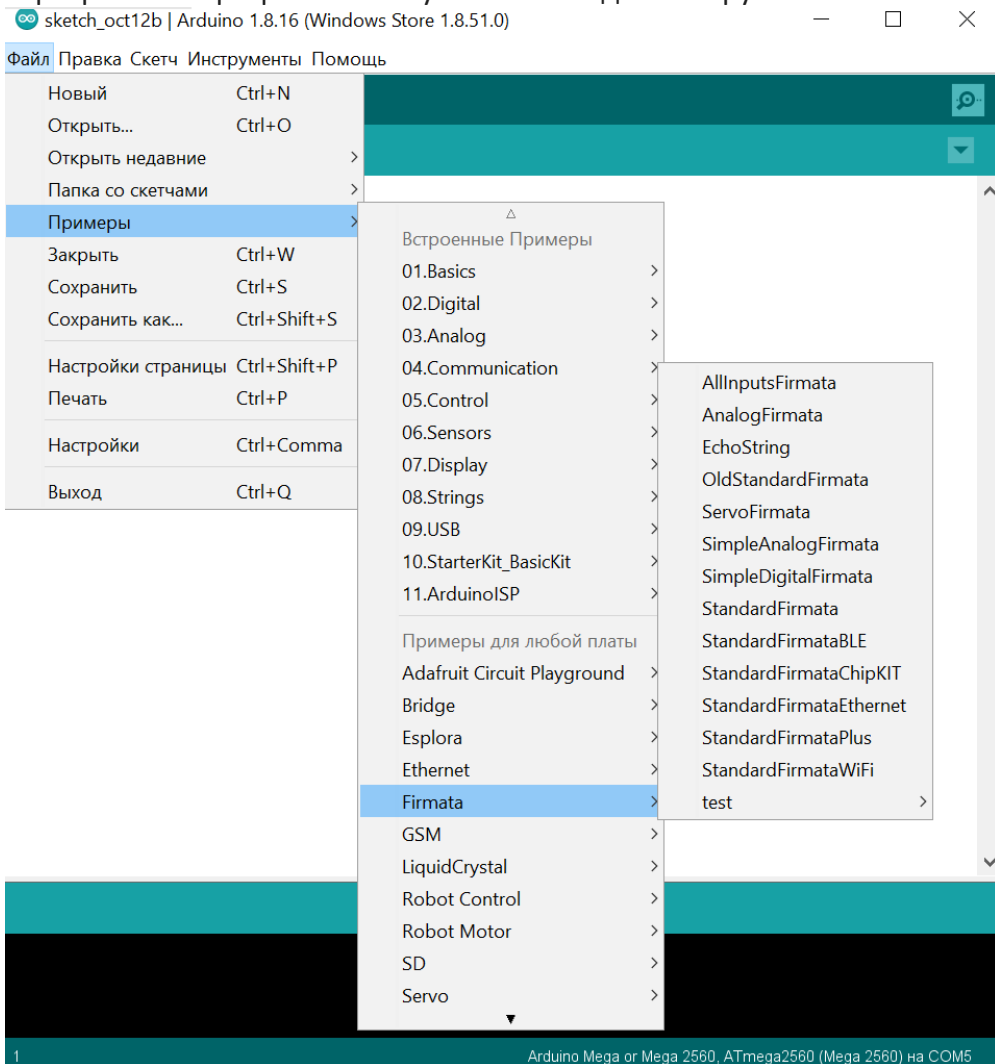 sketch_oct12b | Arduino 1.8.16 (Windows Store 1.8.51.0)
Файл Правка Скетч Инструменты Помощь
Новый Ctrl+N
Открыть... Ctrl+O
Открыть недавние
Папка со скетчами
Примеры
Закрыть Ctrl+W
Сохранить Ctrl+S
Сохранить как... Ctrl+Shift+S
Настройки страницы Ctrl+Shift+P
Печать Ctrl+P
Настройки Ctrl+Comma
Выход Ctrl+Q
Встроенные Примеры
01.Basics
02.Digital
03.Analog
04.Communication
05.Control
06.Sensors
07.Display
08.Strings
09.USB
10.StarterKit_BasicKit
11.ArduinoISP
Примеры для любой платы
Adafruit Circuit Playground
Bridge
Esplora
Ethernet
Firmata
GSM
LiquidCrystal
Robot Control
Robot Motor
SD
Servo
AllInputsFirmata
AnalogFirmata
EchoString
OldStandardFirmata
ServoFirmata
SimpleAnalogFirmata
SimpleDigitalFirmata
StandardFirmata
StandardFirmataBLE
StandardFirmataChipKIT
StandardFirmataEthernet
StandardFirmataPlus
StandardFirmataWiFi
test
1 Arduino Mega or Mega 2560, ATmega2560 (Mega 2560) на COM5